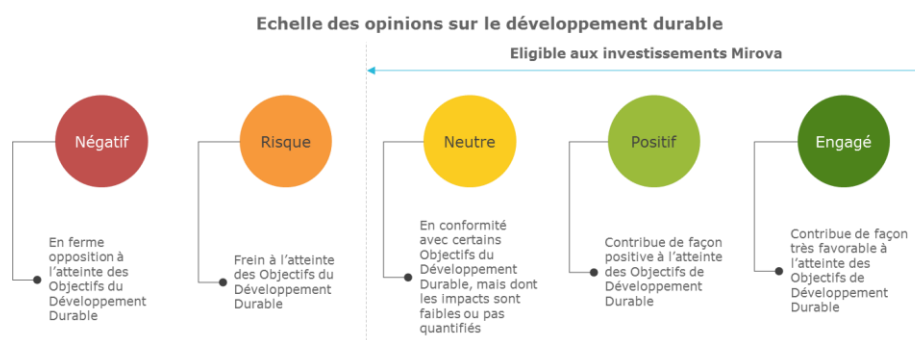 Echelle des opinions sur le développement durable
Eligible aux investissements Mirova
Négatif
Risque
Neutre
Positif
Engagé
En ferme
opposition à
l'atteinte des
Objectifs du
Développement
Durable
Frein à l'atteinte
des Objectifs du
Développement
Durable
En conformité
avec certains
Objectifs du
Développement
Durable, mais dont
les impacts sont
faibles ou pas
quantifiés
Contribue de façon
positive à l'atteinte
des Objectifs de
Développement
Durable
Contribue de façon
très favorable à
l'atteinte des
Objectifs de
Développement
Durable